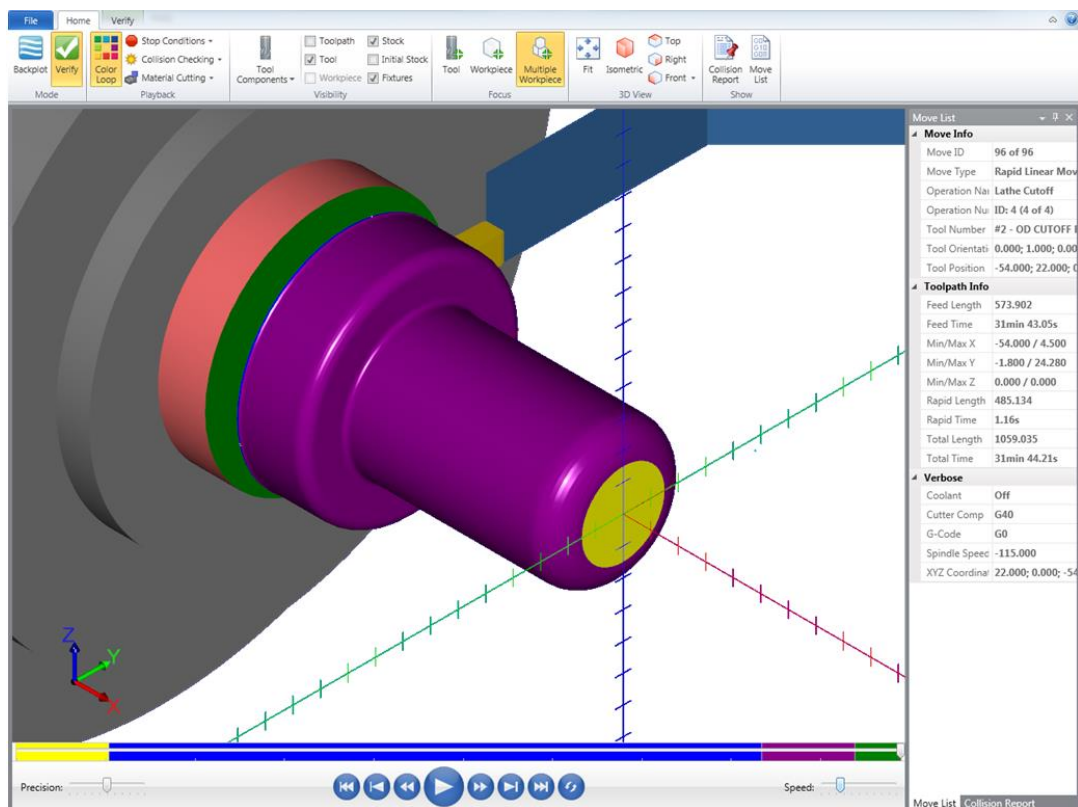 File Home Verify
Backplot Verify
Mode
Color Loop
Stop Conditions
Collision Checking
Material Cutting
Playback
Tool Components
Toolpath Stock
Tool Initial Stock
Workpiece Fixtures
Visibility
Tool Workpiece Multiple Workpiece
Focus
Fit Isometric
Top
Right
Front
3D View
Collision Report Move List
Show
Move List
Move Info
Move ID 96 of 96
Move Type Rapid Linear Mov
Operation Nar Lathe Cutoff
Operation Nu ID: 4 (4 of 4)
Tool Number #2 - OD CUTOFF
Tool Orientati 0.000; 1.000; 0.00
Tool Position -54.000; 22.000; 0
Toolpath Info
Feed Length 573.902
Feed Time 31min 43.05s
Min/Max X -54.000 / 4.500
Min/Max Y -1.800 / 24.280
Min/Max Z 0.000 / 0.000
Rapid Length 485.134
Rapid Time 1.16s
Total Length 1059.035
Total Time 31min 44.21s
Verbose
Coolant Off
Cutter Comp G40
G-Code G0
Spindle Speed -115.000
XYZ Coordinat 22.000; 0.000; -54
Z
Y
X
Precision:
Speed:
Move List Collision Report